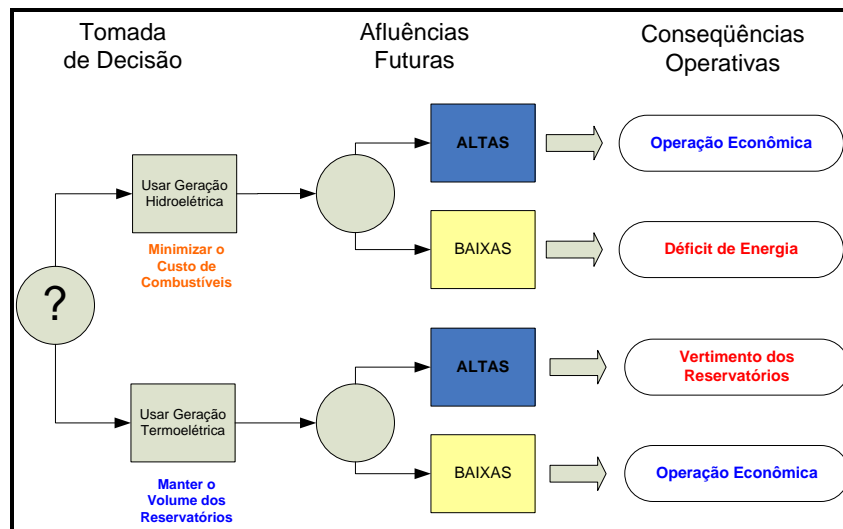 Tomada
de Decisão
Afluências
Futuras
Conseqüências
Operativas
?
Usar Geração
Hidroelétrica
Minimizar o
Custo de
Combustíveis
ALTAS
Operação Econômica
BAIXAS
Déficit de Energia
Usar Geração
Termoelétrica
Manter o
Volume dos
Reservatórios
ALTAS
Vertimento dos
Reservatórios
BAIXAS
Operação Econômica